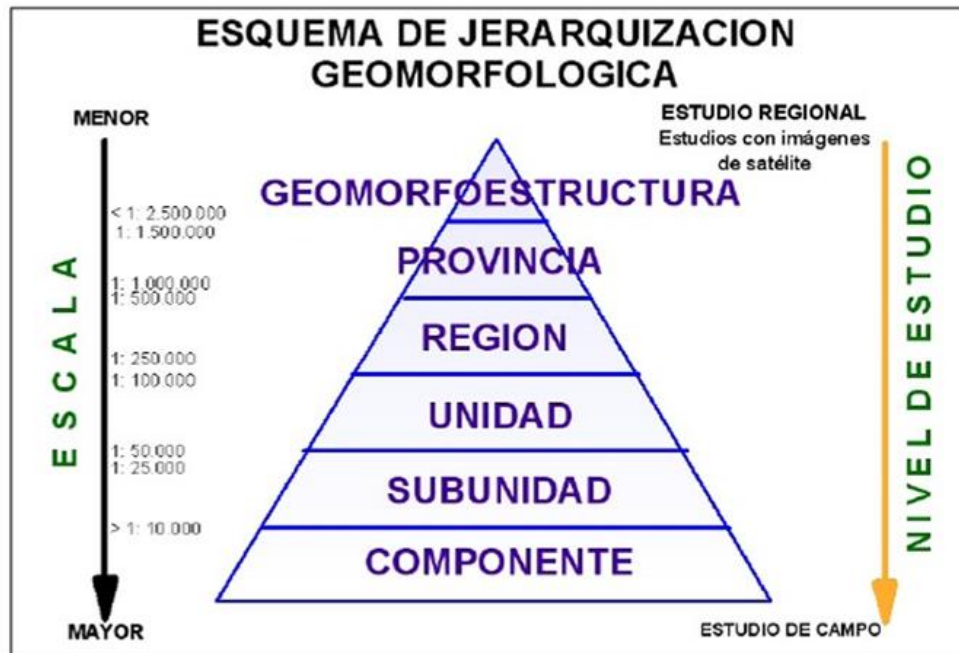 ESQUEMA DE JERARQUIZACION
GEOMORFOLOGICA
MENOR
ESTUDIO REGIONAL
Estudios con imágenes
de satélite
GEOMORFOESTRUCTURA
< 1: 2.500.000
1: 1.500.000
PROVINCIA
1: 1.000.000
1: 500.000
REGION
1: 250.000
1: 100.000
UNIDAD
1: 50.000
1: 25.000
SUBUNIDAD
> 1: 10.000
COMPONENTE
MAYOR
ESTUDIO DE CAMPO
ESCALA
NIVEL DE ESTUDIO